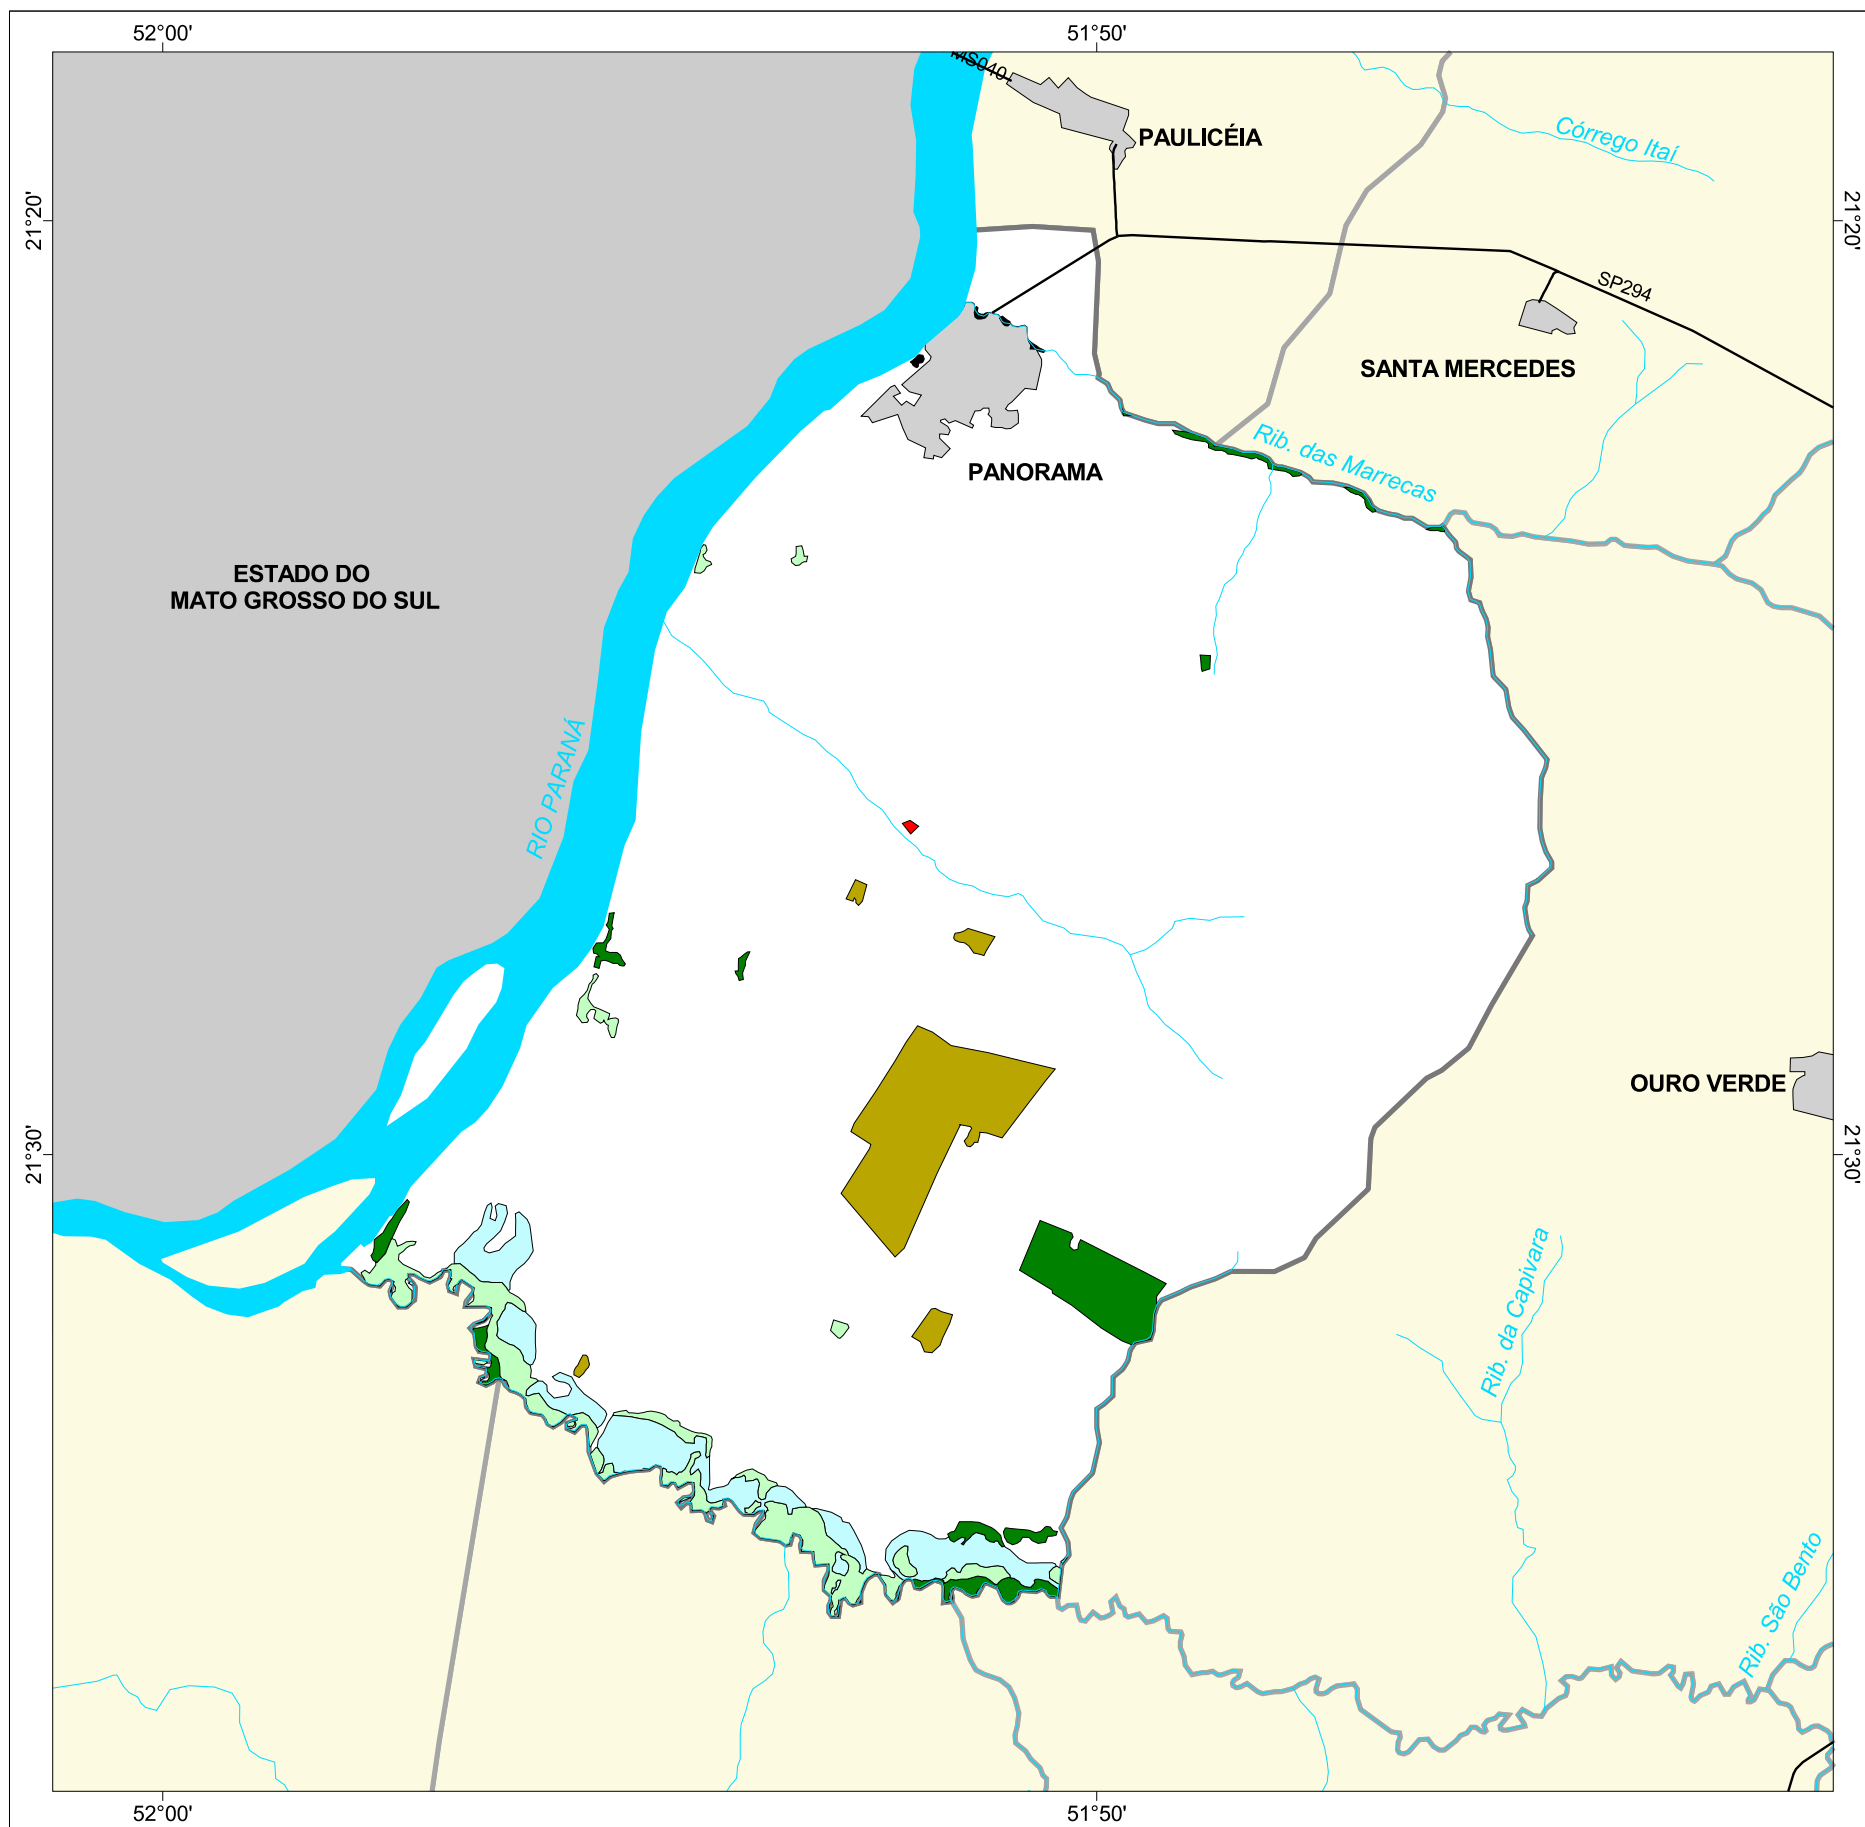 52°00'
51°50'
MS040
PAULICÉIA
Córrego Itaí
21°20'
21°20'
SP294
SANTA MERCEDES
Rib. das Marrecas
PANORAMA
ESTADO DO
MATO GROSSO DO SUL
RIO PARANÁ
OURO VERDE
21°30'
21°30'
Rib. da Capivara
Rib. São Bento
52°00'
51°50'